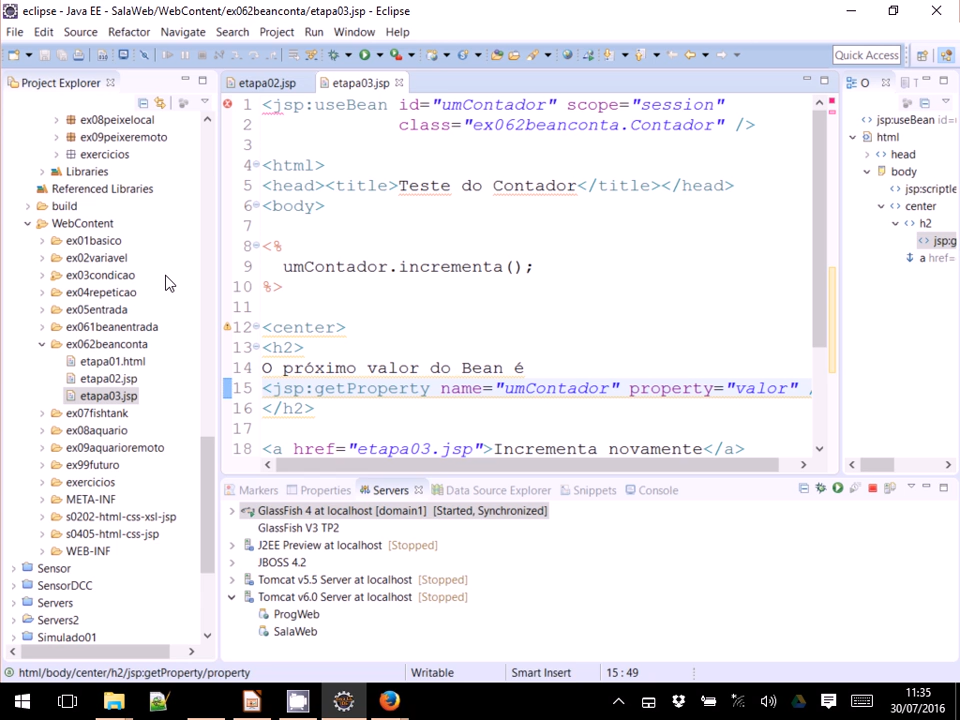 eclipse - Java EE - SalaWeb/WebContent/ex062beanconta/etapa03.jsp - Eclipse
File Edit Source Refactor Navigate Search Project Run Window Help
Quick Access
Project Explorer
ex08peixelocal
ex09peixeremoto
exercicios
Libraries
Referenced Libraries
build
WebContent
ex01basico
ex02variavel
ex03condicao
ex04repeticao
ex05entrada
ex061beanentrada
ex062beanconta
etapa01.html
etapa02.jsp
etapa03.jsp
ex07fishtank
ex08aquario
ex09aquarioremoto
ex99futuro
exercicios
META-INF
s0202-html-css-xsl-jsp
s0405-html-css-jsp
WEB-INF
Sensor
SensorDCC
Servers
Servers2
Simulado01
etapa02.jsp etapa03.jsp
1 <jsp:useBean id="umContador" scope="session"
2 class="ex062beanconta.Contador" />
3
4 <html>
5 <head><title>Teste do Contador</title></head>
6 <body>
7
8 <%
9 umContador.incrementa();
10 %>
11
12 <center>
13 <h2>
14 O próximo valor do Bean é
15 <jsp:getProperty name="umContador" property="valor" /
16 </h2>
17
18 <a href="etapa03.jsp">Incrementa novamente</a>
O
jsp:useBean id=
html
head
body
jsp:scriptle
center
h2
jsp:g
a href=
Markers Properties Servers Data Source Explorer Snippets Console
GlassFish 4 at localhost [domain1] [Started, Synchronized]
GlassFish V3 TP2
J2EE Preview at localhost [Stopped]
JBOSS 4.2
Tomcat v5.5 Server at localhost [Stopped]
Tomcat v6.0 Server at localhost [Stopped]
ProgWeb
SalaWeb
html/body/center/h2/jsp:getProperty/property Writable Smart Insert 15 : 49
11:35
30/07/2016